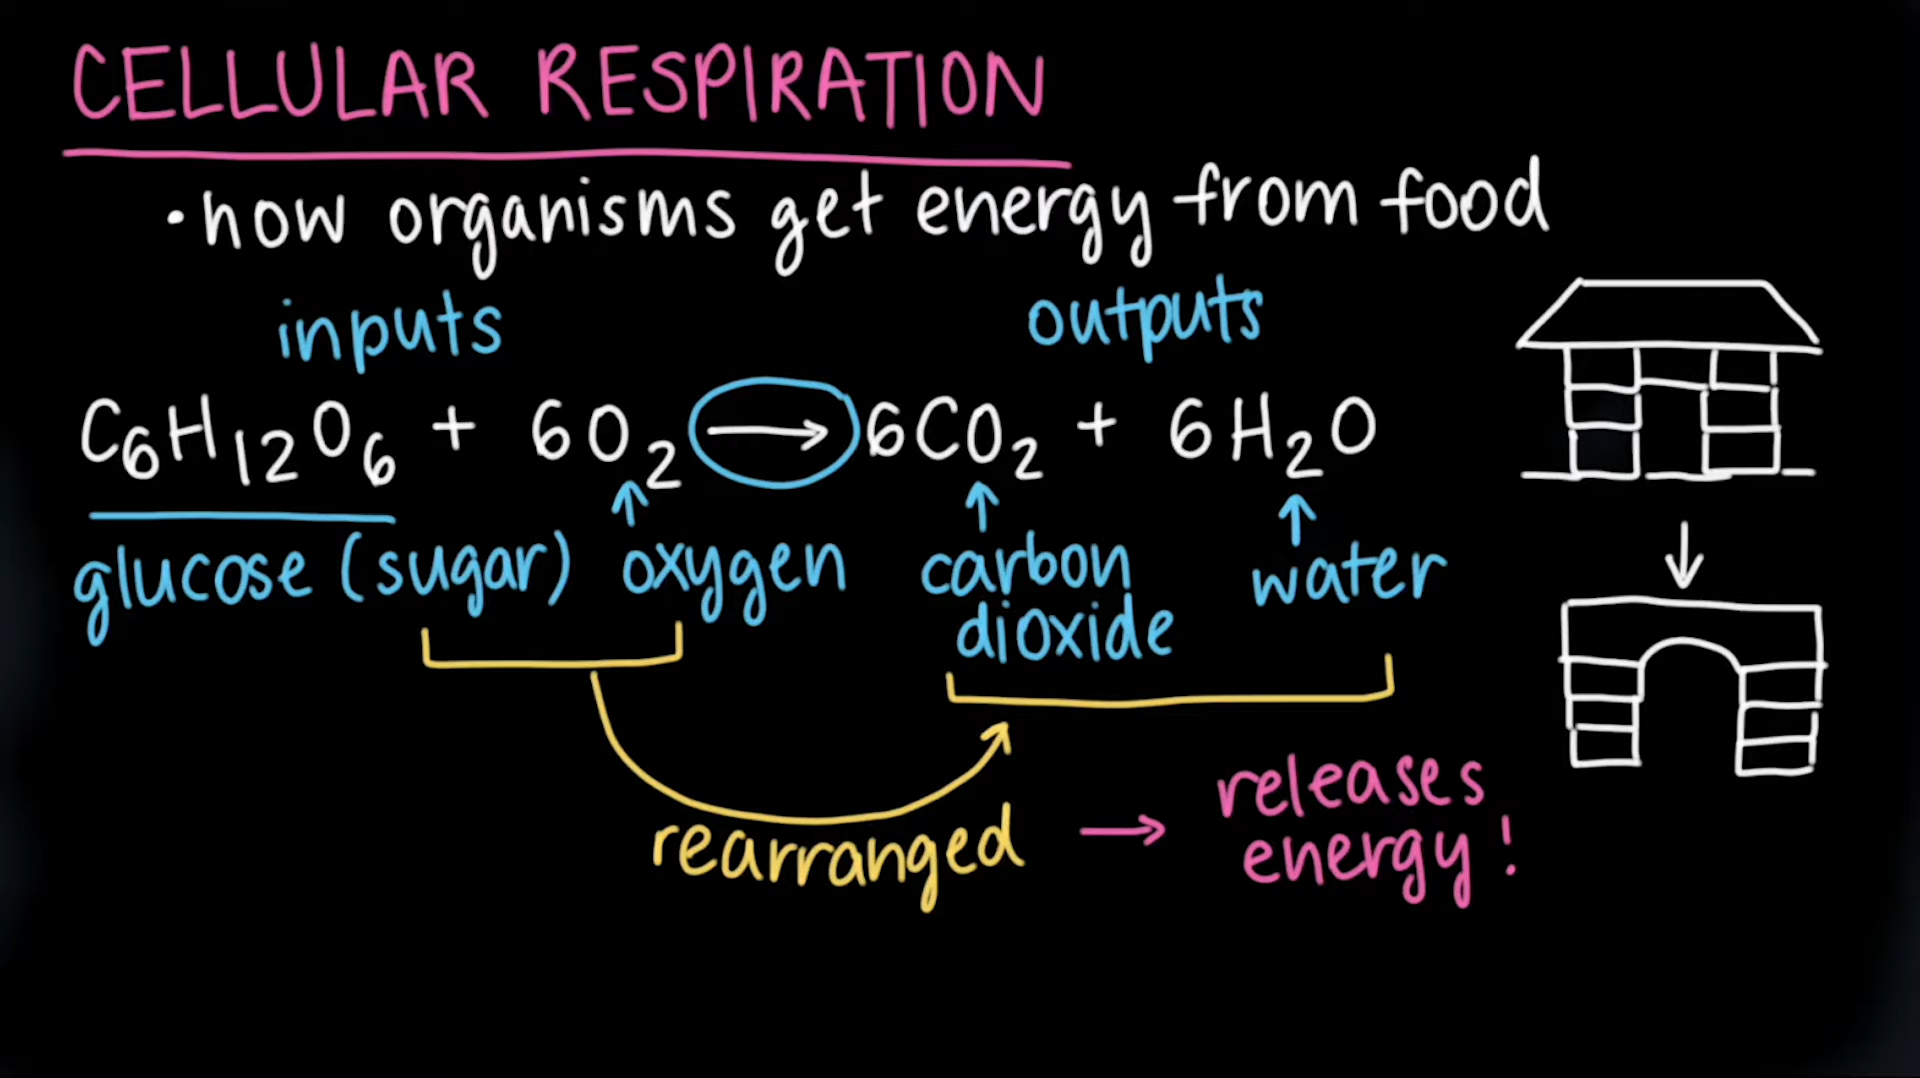 CELLULAR RESPIRATION
• how organisms get energy from food
inputs outputs
C₆H₁₂O₆ + 6O₂ → 6CO₂ + 6H₂O
glucose (sugar) oxygen carbon dioxide water
rearranged → releases energy!